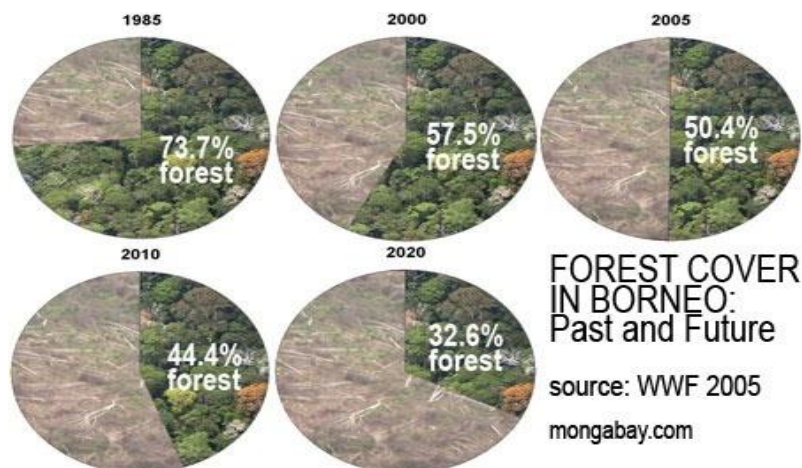 1985
73.7%
forest
2000
57.5%
forest
2005
50.4%
forest
2010
44.4%
forest
2020
32.6%
forest
FOREST COVER
IN BORNEO:
Past and Future
source: WWF 2005
mongabay.com